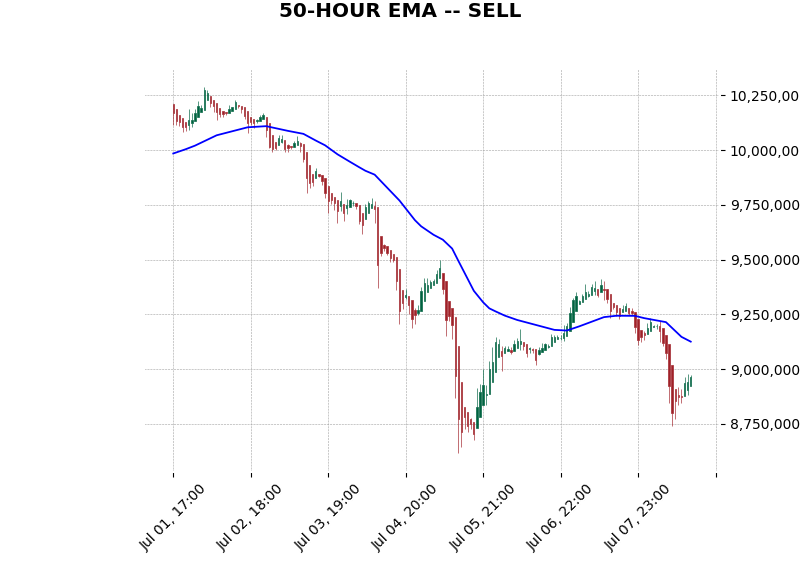 50-HOUR EMA -- SELL
10,250,00
10,000,00
9,750,000
9,500,000
9,250,000
9,000,000
8,750,000
Jul 01, 17:00
Jul 02, 18:00
Jul 03, 19:00
Jul 04, 20:00
Jul 05, 21:00
Jul 06, 22:00
Jul 07, 23:00